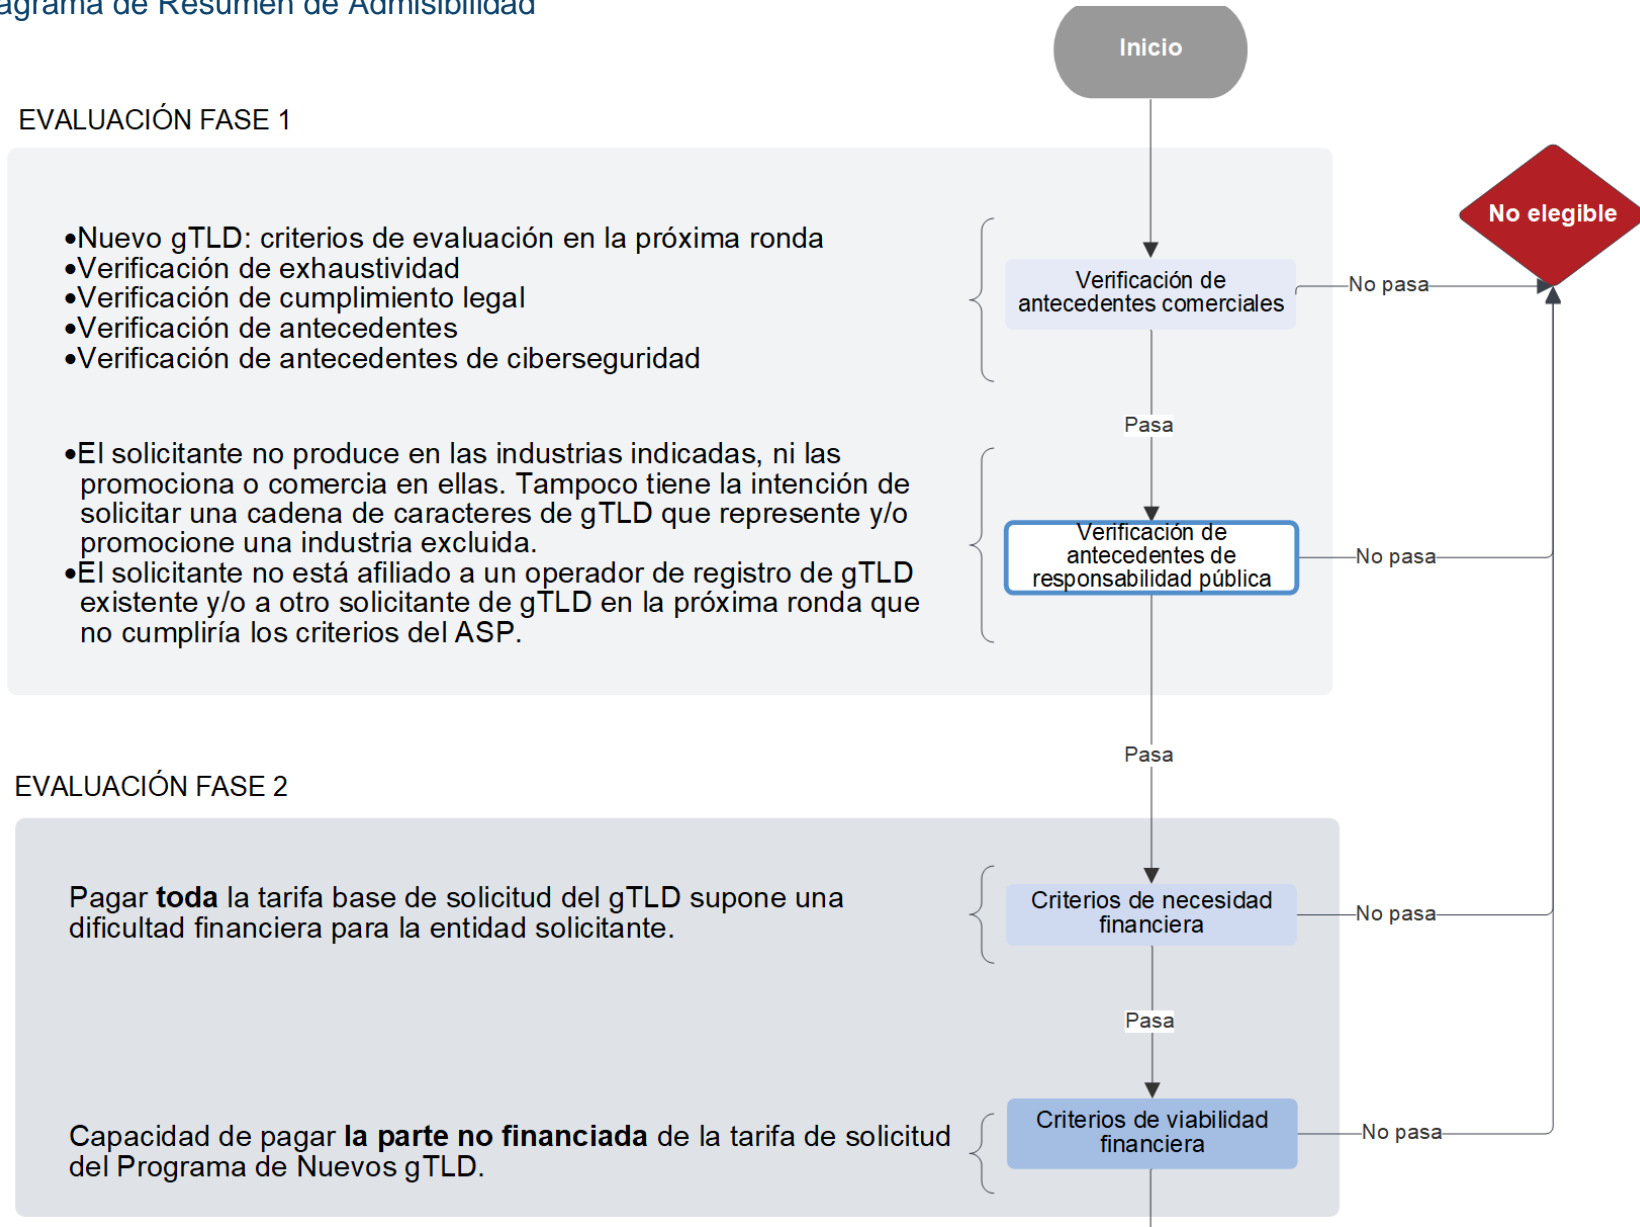 de Resumen de Admisibilidad
Inicio
EVALUACIÓN FASE 1
No elegible
•Nuevo gTLD: criterios de evaluación en la próxima ronda
•Verificación de exhaustividad
•Verificación de cumplimiento legal
•Verificación de antecedentes
•Verificación de antecedentes de ciberseguridad
Verificación de
antecedentes comerciales
No pasa
Pasa
•El solicitante no produce en las industrias indicadas, ni las
promociona o comercia en ellas. Tampoco tiene la intención de
solicitar una cadena de caracteres de gTLD que represente y/o
promocione una industria excluida.
•El solicitante no está afiliado a un operador de registro de gTLD
existente y/o a otro solicitante de gTLD en la próxima ronda que
no cumpliría los criterios del ASP.
Verificación de
antecedentes de
responsabilidad pública
No pasa
Pasa
EVALUACIÓN FASE 2
Pagar toda la tarifa base de solicitud del gTLD supone una
dificultad financiera para la entidad solicitante.
Criterios de necesidad
financiera
No pasa
Pasa
Capacidad de pagar la parte no financiada de la tarifa de solicitud
del Programa de Nuevos gTLD.
Criterios de viabilidad
financiera
No pasa